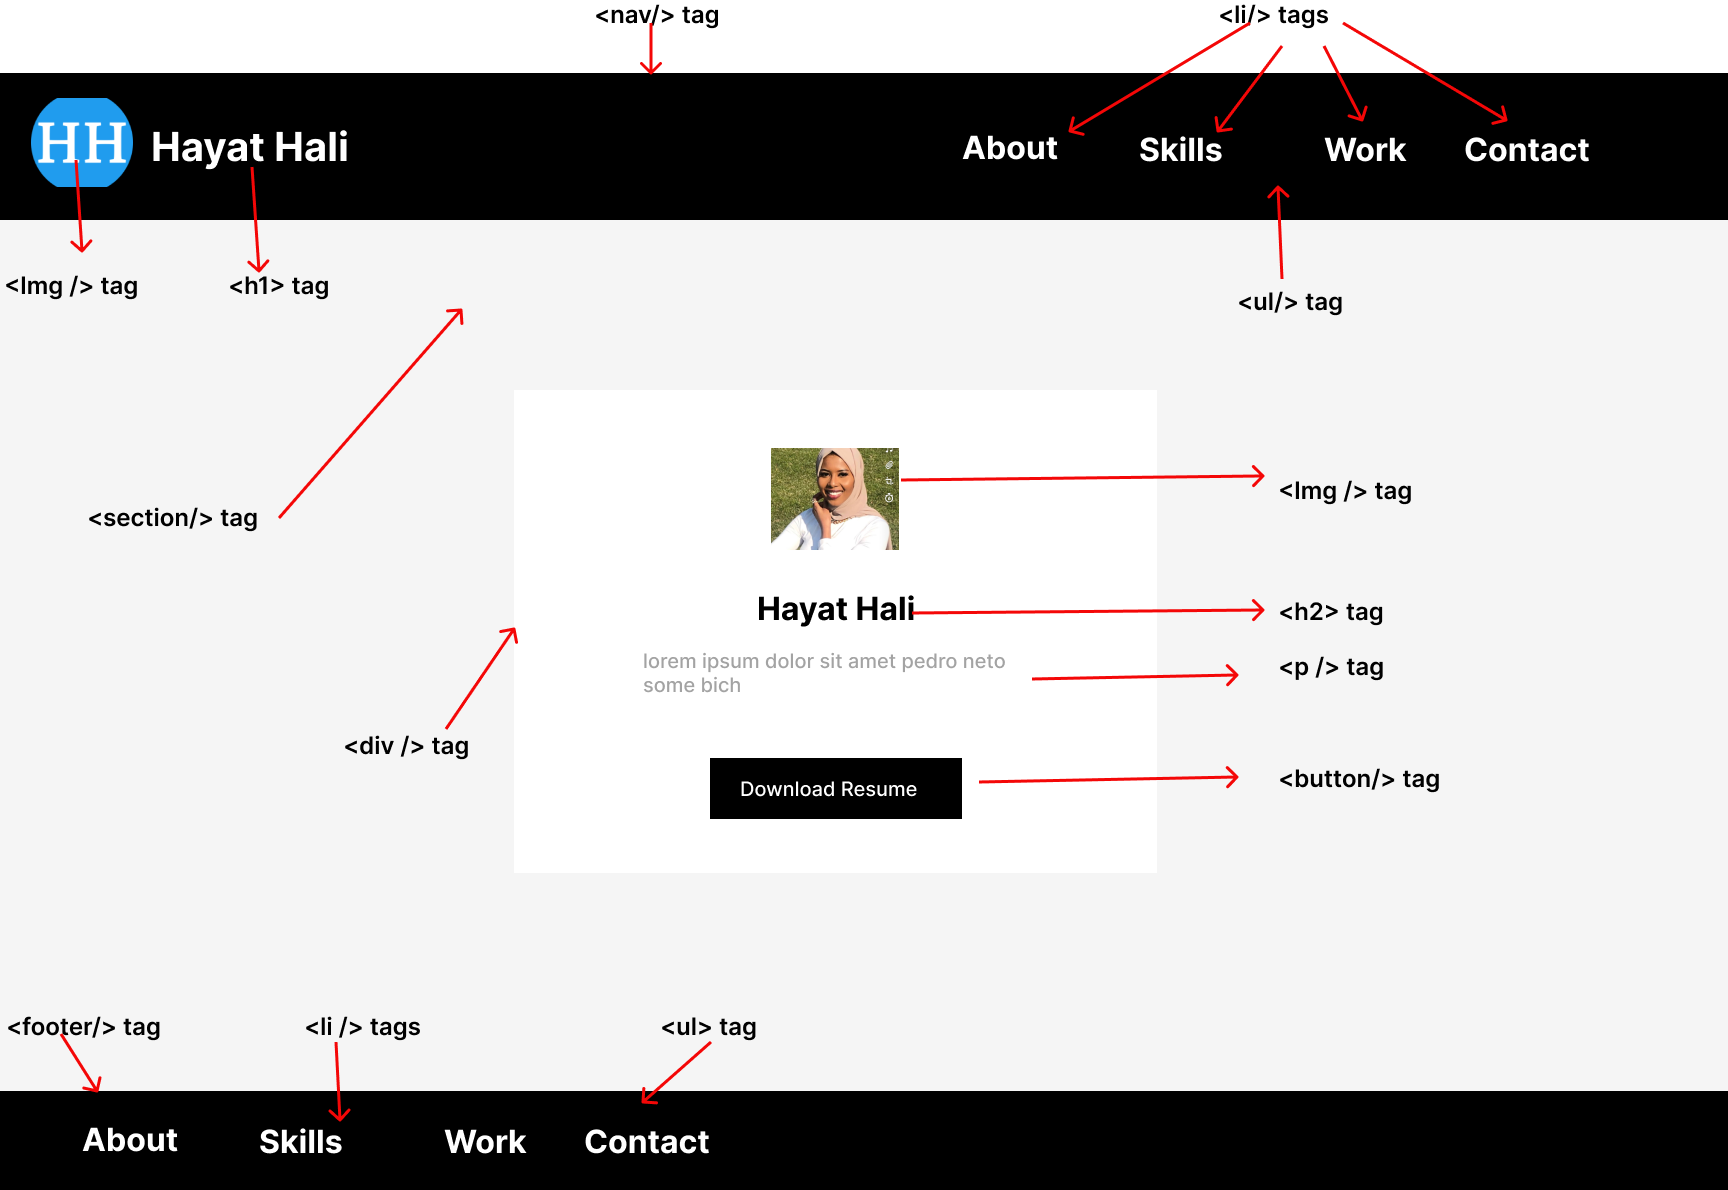 <nav/> tag
<li/> tags
HH
Hayat Hali
About
Skills
Work
Contact
<Img /> tag
<h1> tag
<ul/> tag
<section/> tag
<Img /> tag
Hayat Hali
<h2> tag
lorem ipsum dolor sit amet pedro neto
some bich
<p /> tag
<div /> tag
Download Resume
<button/> tag
<footer/> tag
<li /> tags
<ul> tag
About
Skills
Work
Contact